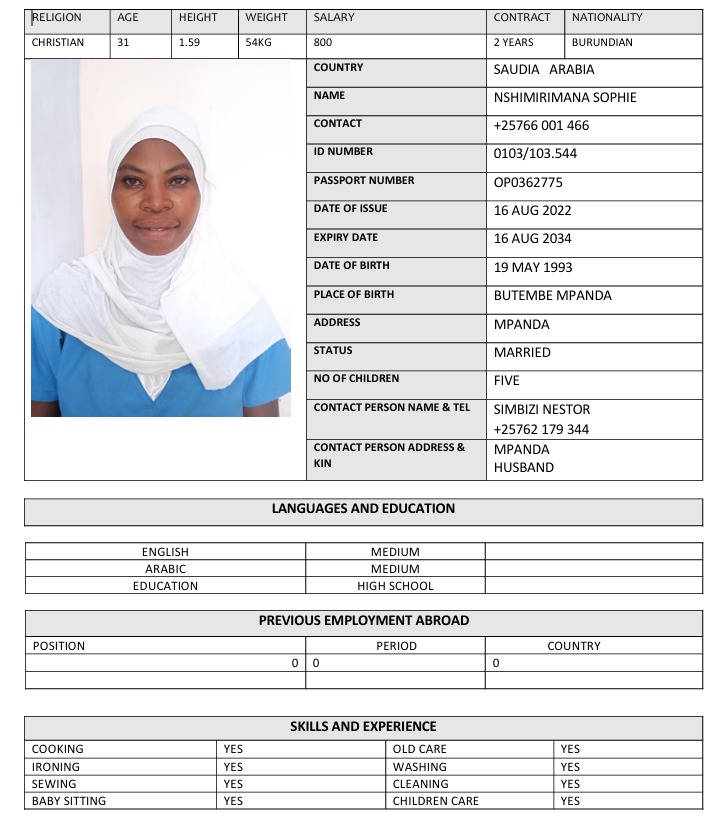 RELIGION AGE HEIGHT WEIGHT SALARY CONTRACT NATIONALITY
CHRISTIAN 31 1.59 54KG 800 2 YEARS BURUNDIAN
COUNTRY SAUDIA ARABIA
NAME NSHIMIRIMANA SOPHIE
CONTACT +25766 001 466
ID NUMBER 0103/103.544
PASSPORT NUMBER OP0362775
DATE OF ISSUE 16 AUG 2022
EXPIRY DATE 16 AUG 2034
DATE OF BIRTH 19 MAY 1993
PLACE OF BIRTH BUTEMBE MPANDA
ADDRESS MPANDA
STATUS MARRIED
NO OF CHILDREN FIVE
CONTACT PERSON NAME & TEL SIMBIZI NESTOR
+25762 179 344
CONTACT PERSON ADDRESS & MPANDA
KIN HUSBAND
LANGUAGES AND EDUCATION
ENGLISH MEDIUM
ARABIC MEDIUM
EDUCATION HIGH SCHOOL
PREVIOUS EMPLOYMENT ABROAD
POSITION PERIOD COUNTRY
0 0 0
SKILLS AND EXPERIENCE
COOKING YES OLD CARE YES
IRONING YES WASHING YES
SEWING YES CLEANING YES
BABY SITTING YES CHILDREN CARE YES